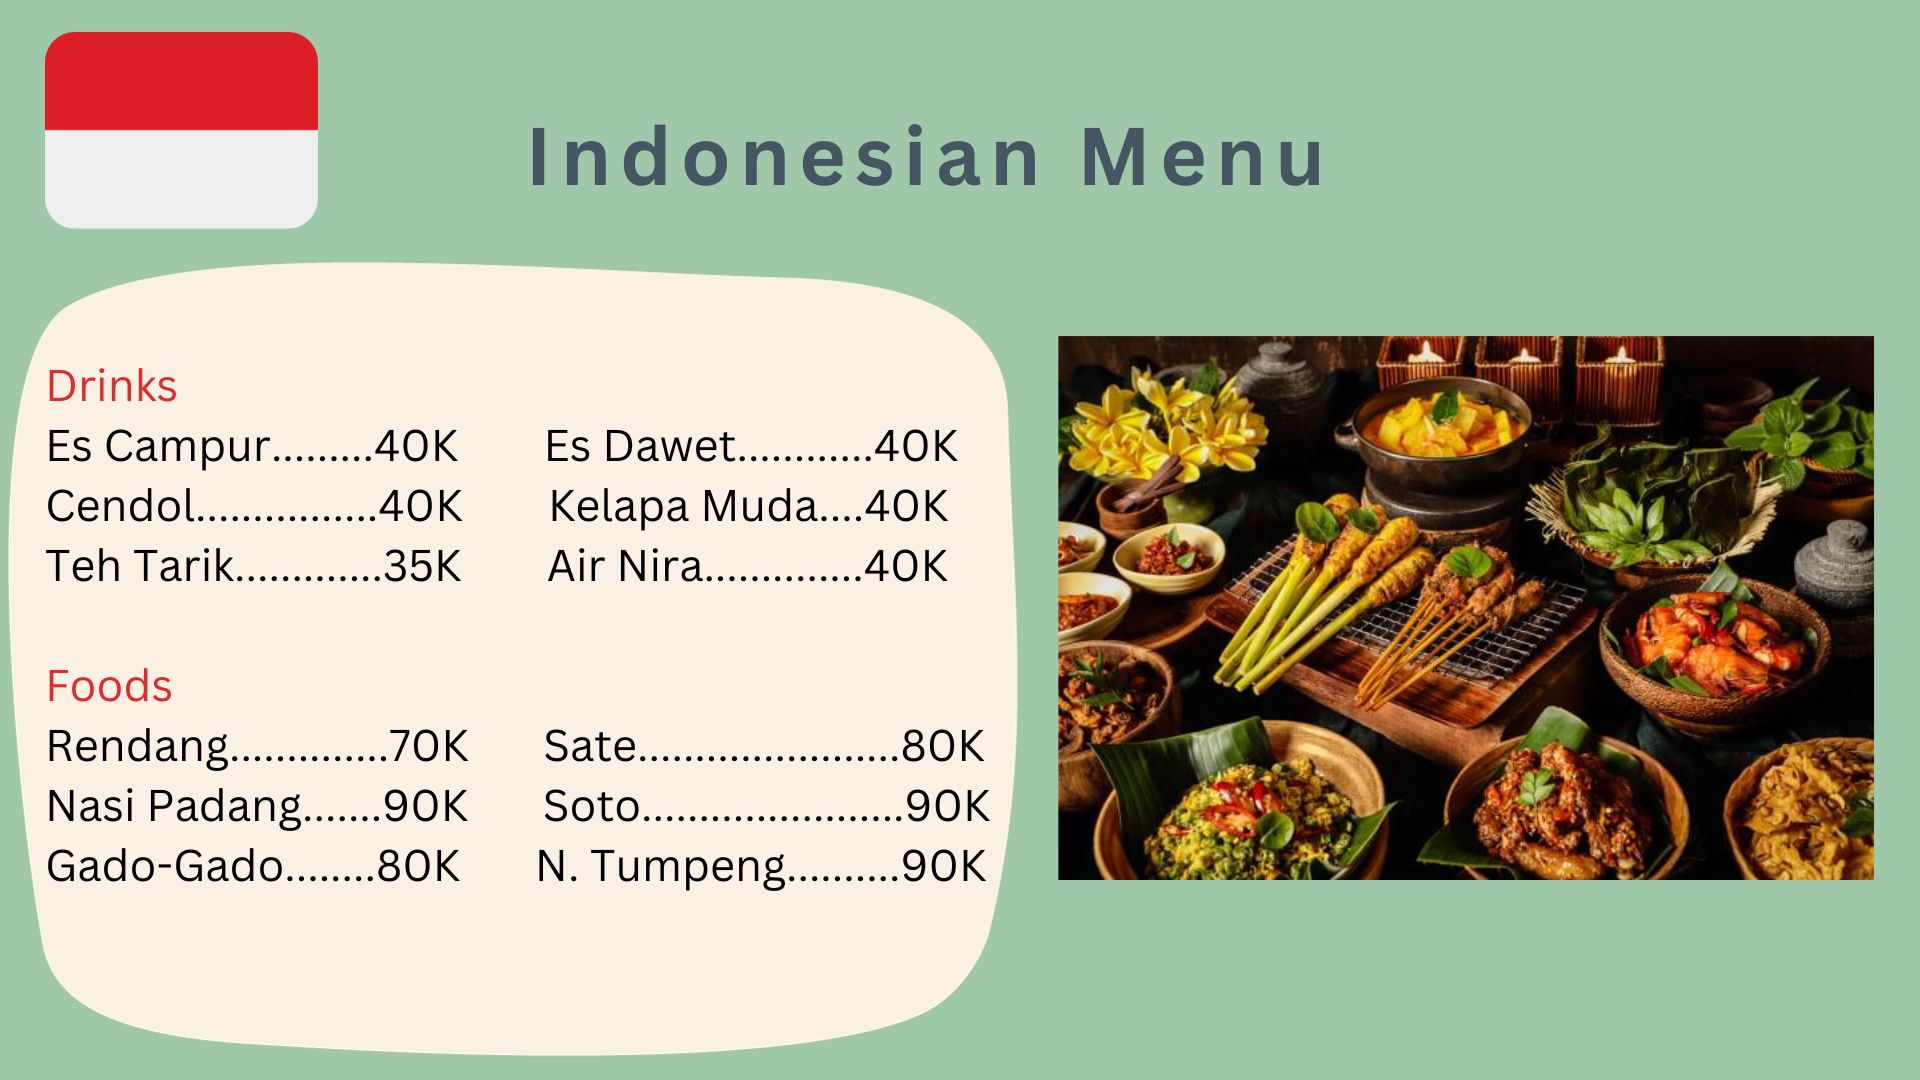 Indonesian Menu
Drinks
Es Campur.........40K Es Dawet............40K
Cendol................40K Kelapa Muda....40K
Teh Tarik.............35K Air Nira..............40K
Foods
Rendang..............70K Sate.......................80K
Nasi Padang.......90K Soto.......................90K
Gado-Gado........80K N. Tumpeng..........90K